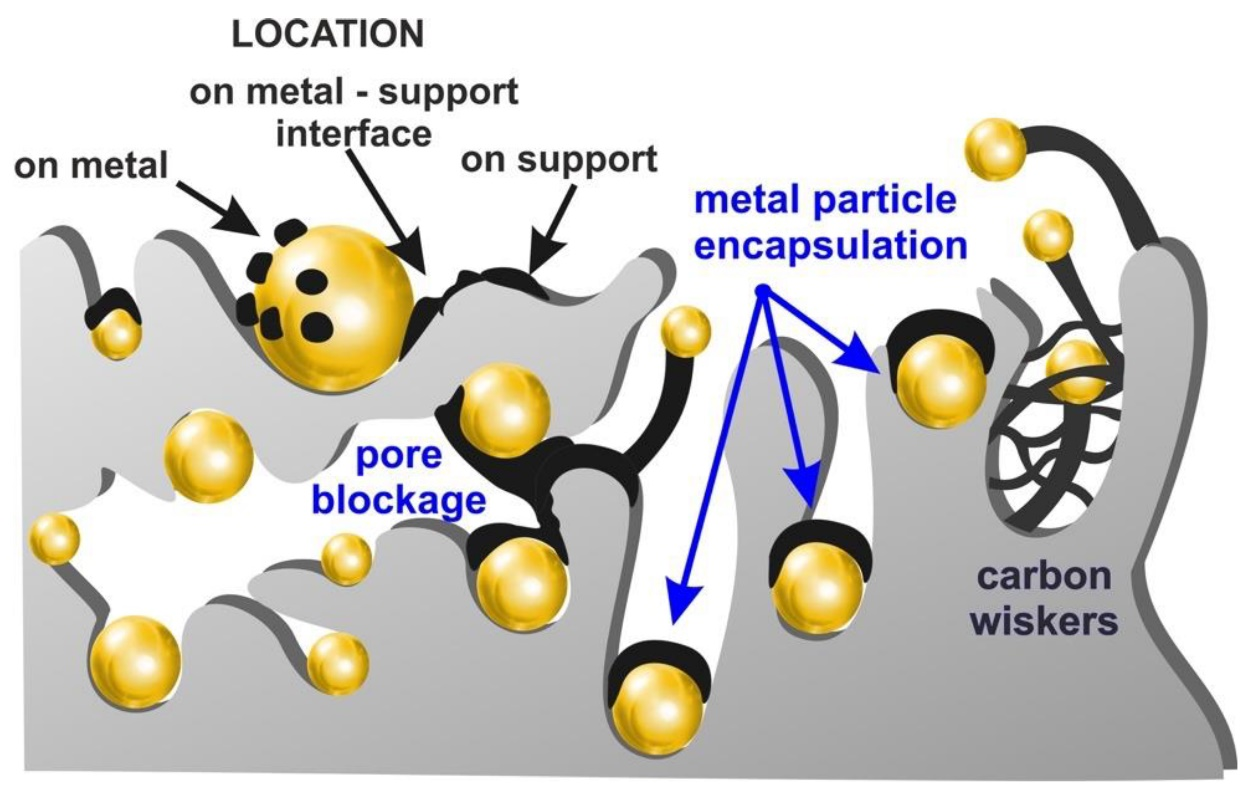 LOCATION
on metal - support
interface
on metal
on support
metal particle
encapsulation
pore
blockage
carbon
wiskers